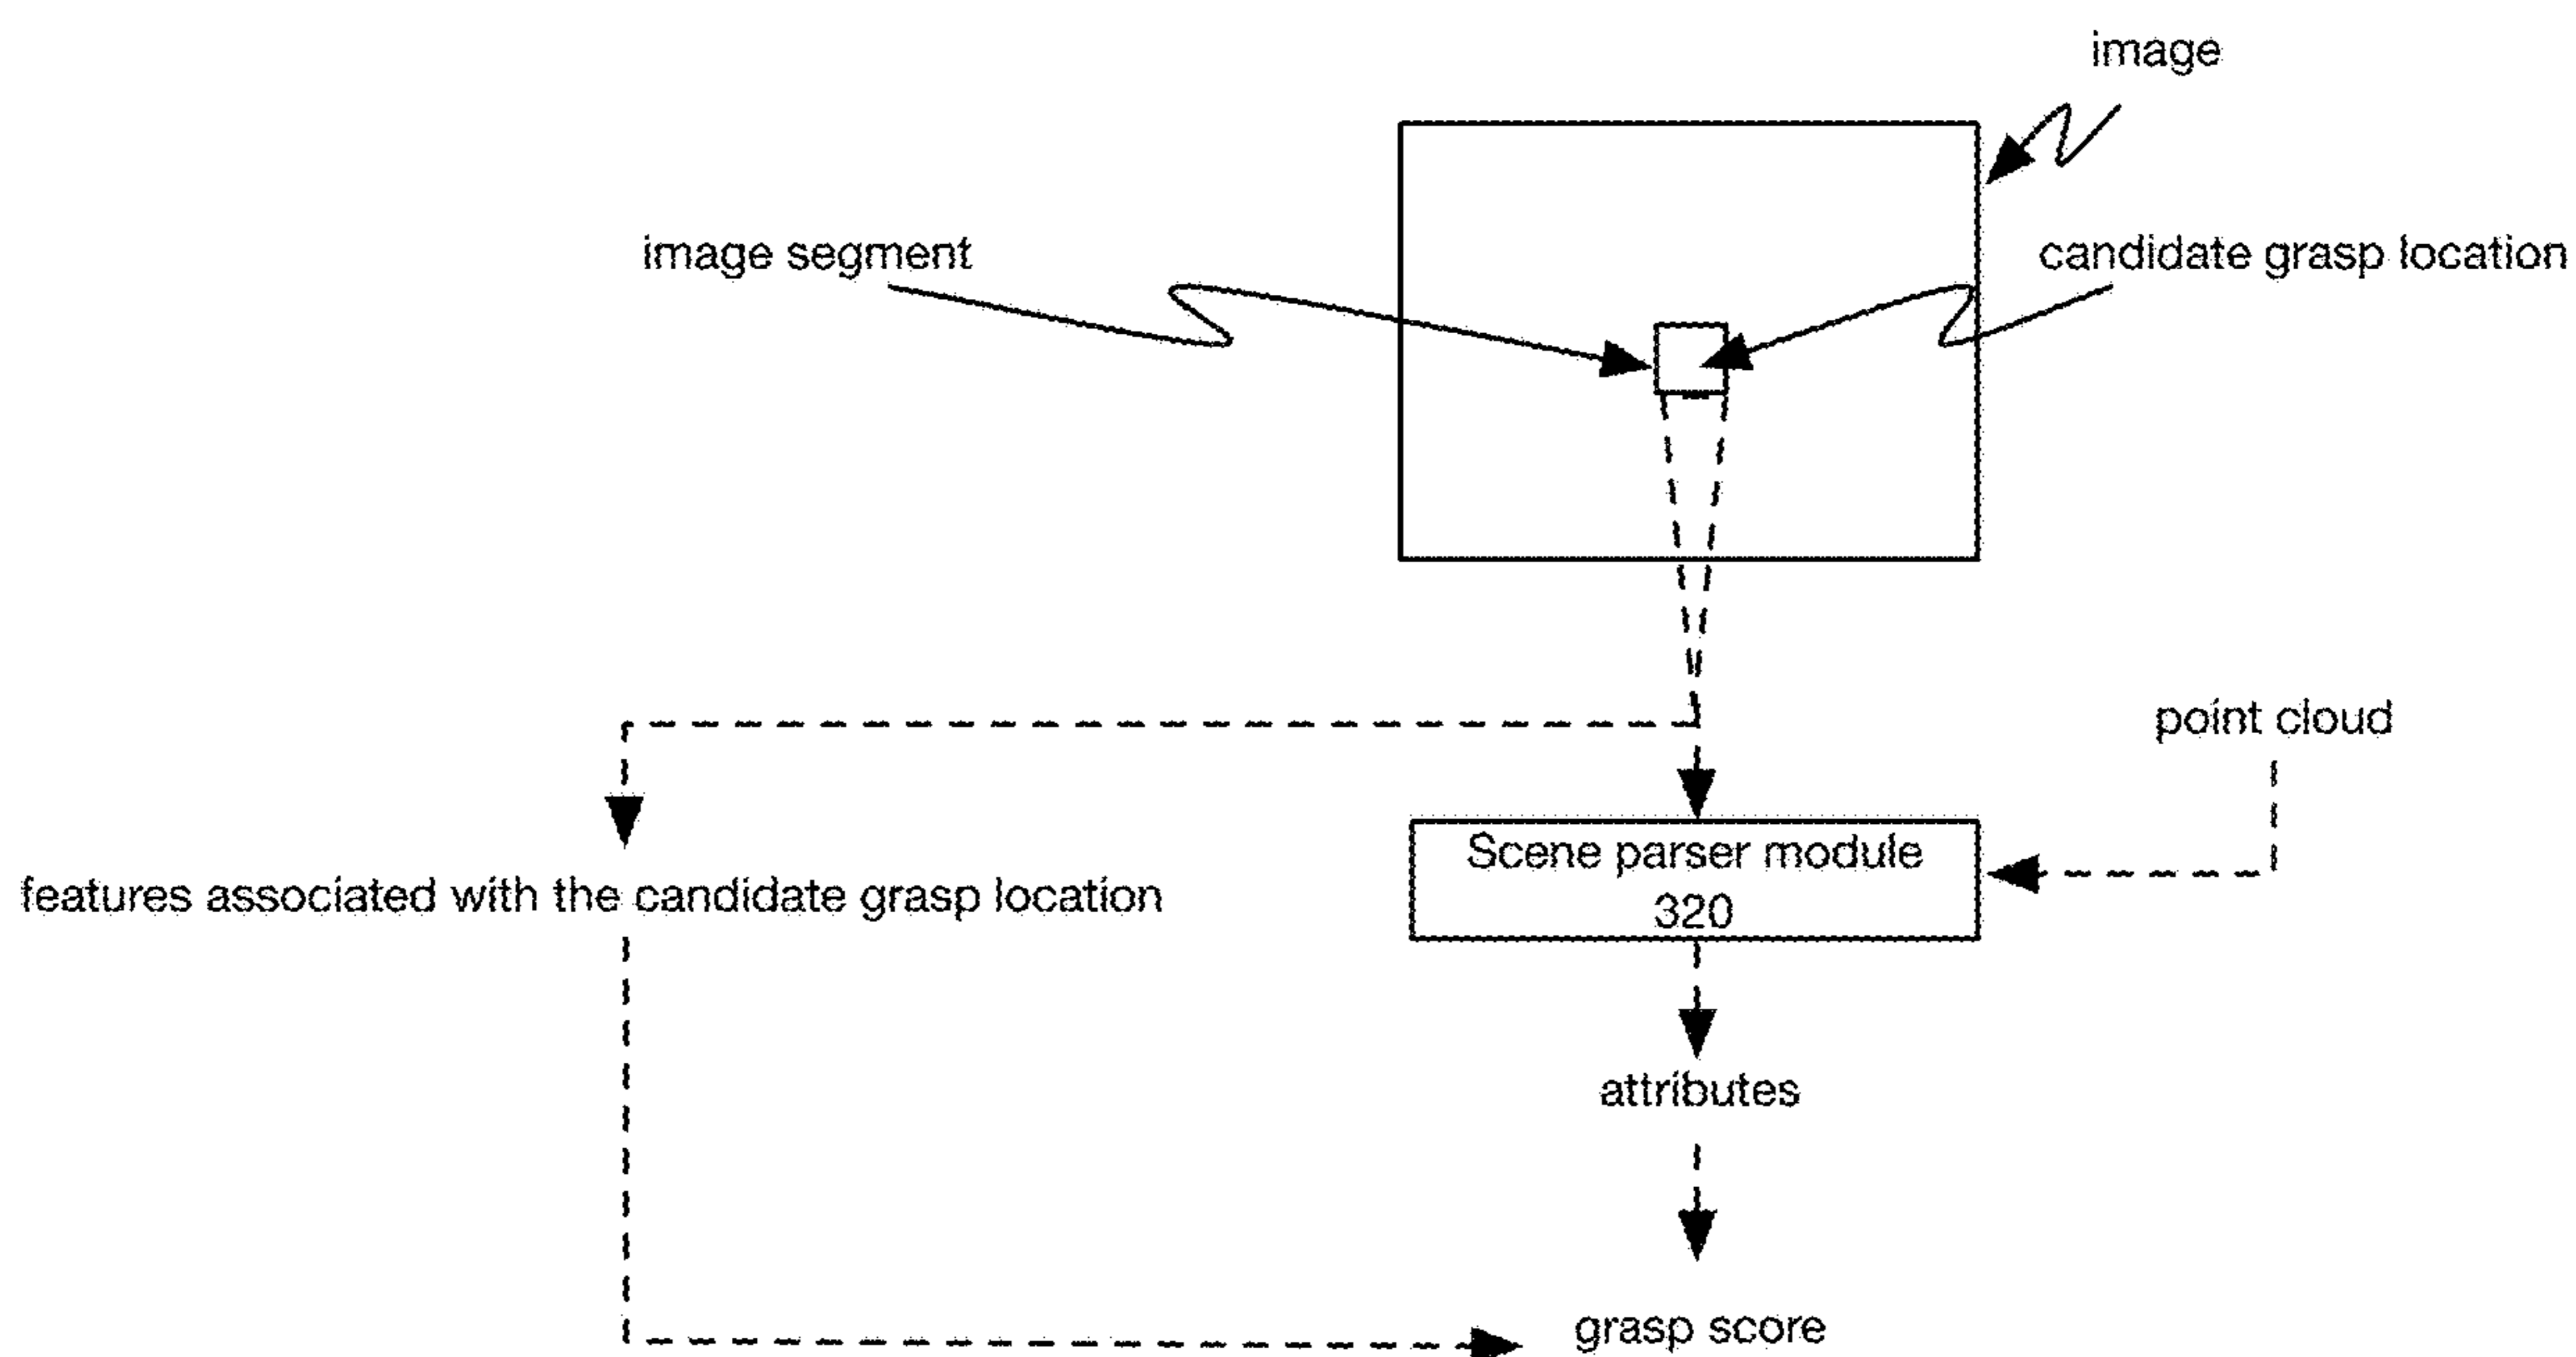 image
image segment
candidate grasp location
point cloud
Scene parser module
320
features associated with the candidate grasp location
attributes
grasp score